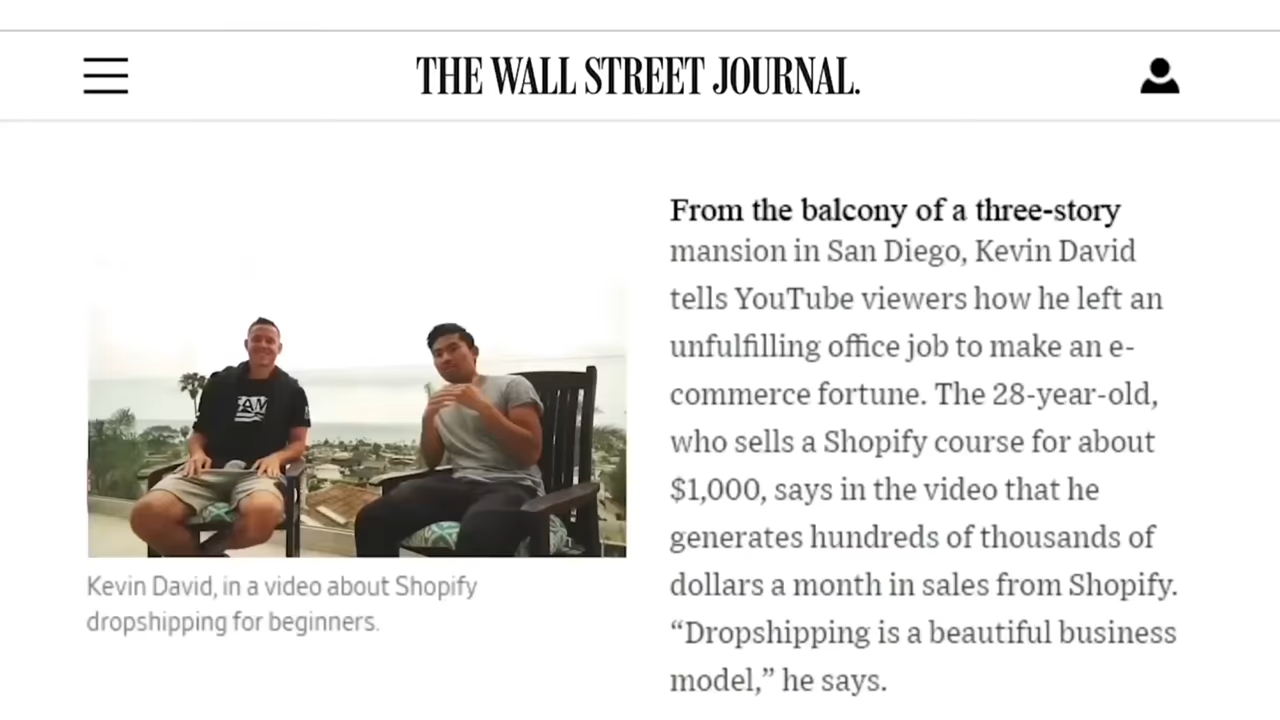 THE WALL STREET JOURNAL.
From the balcony of a three-story
mansion in San Diego, Kevin David
tells YouTube viewers how he left an
unfulfilling office job to make an e-
commerce fortune. The 28-year-old,
who sells a Shopify course for about
$1,000, says in the video that he
generates hundreds of thousands of
dollars a month in sales from Shopify.
“Dropshipping is a beautiful business
model,” he says.
Kevin David, in a video about Shopify
dropshipping for beginners.